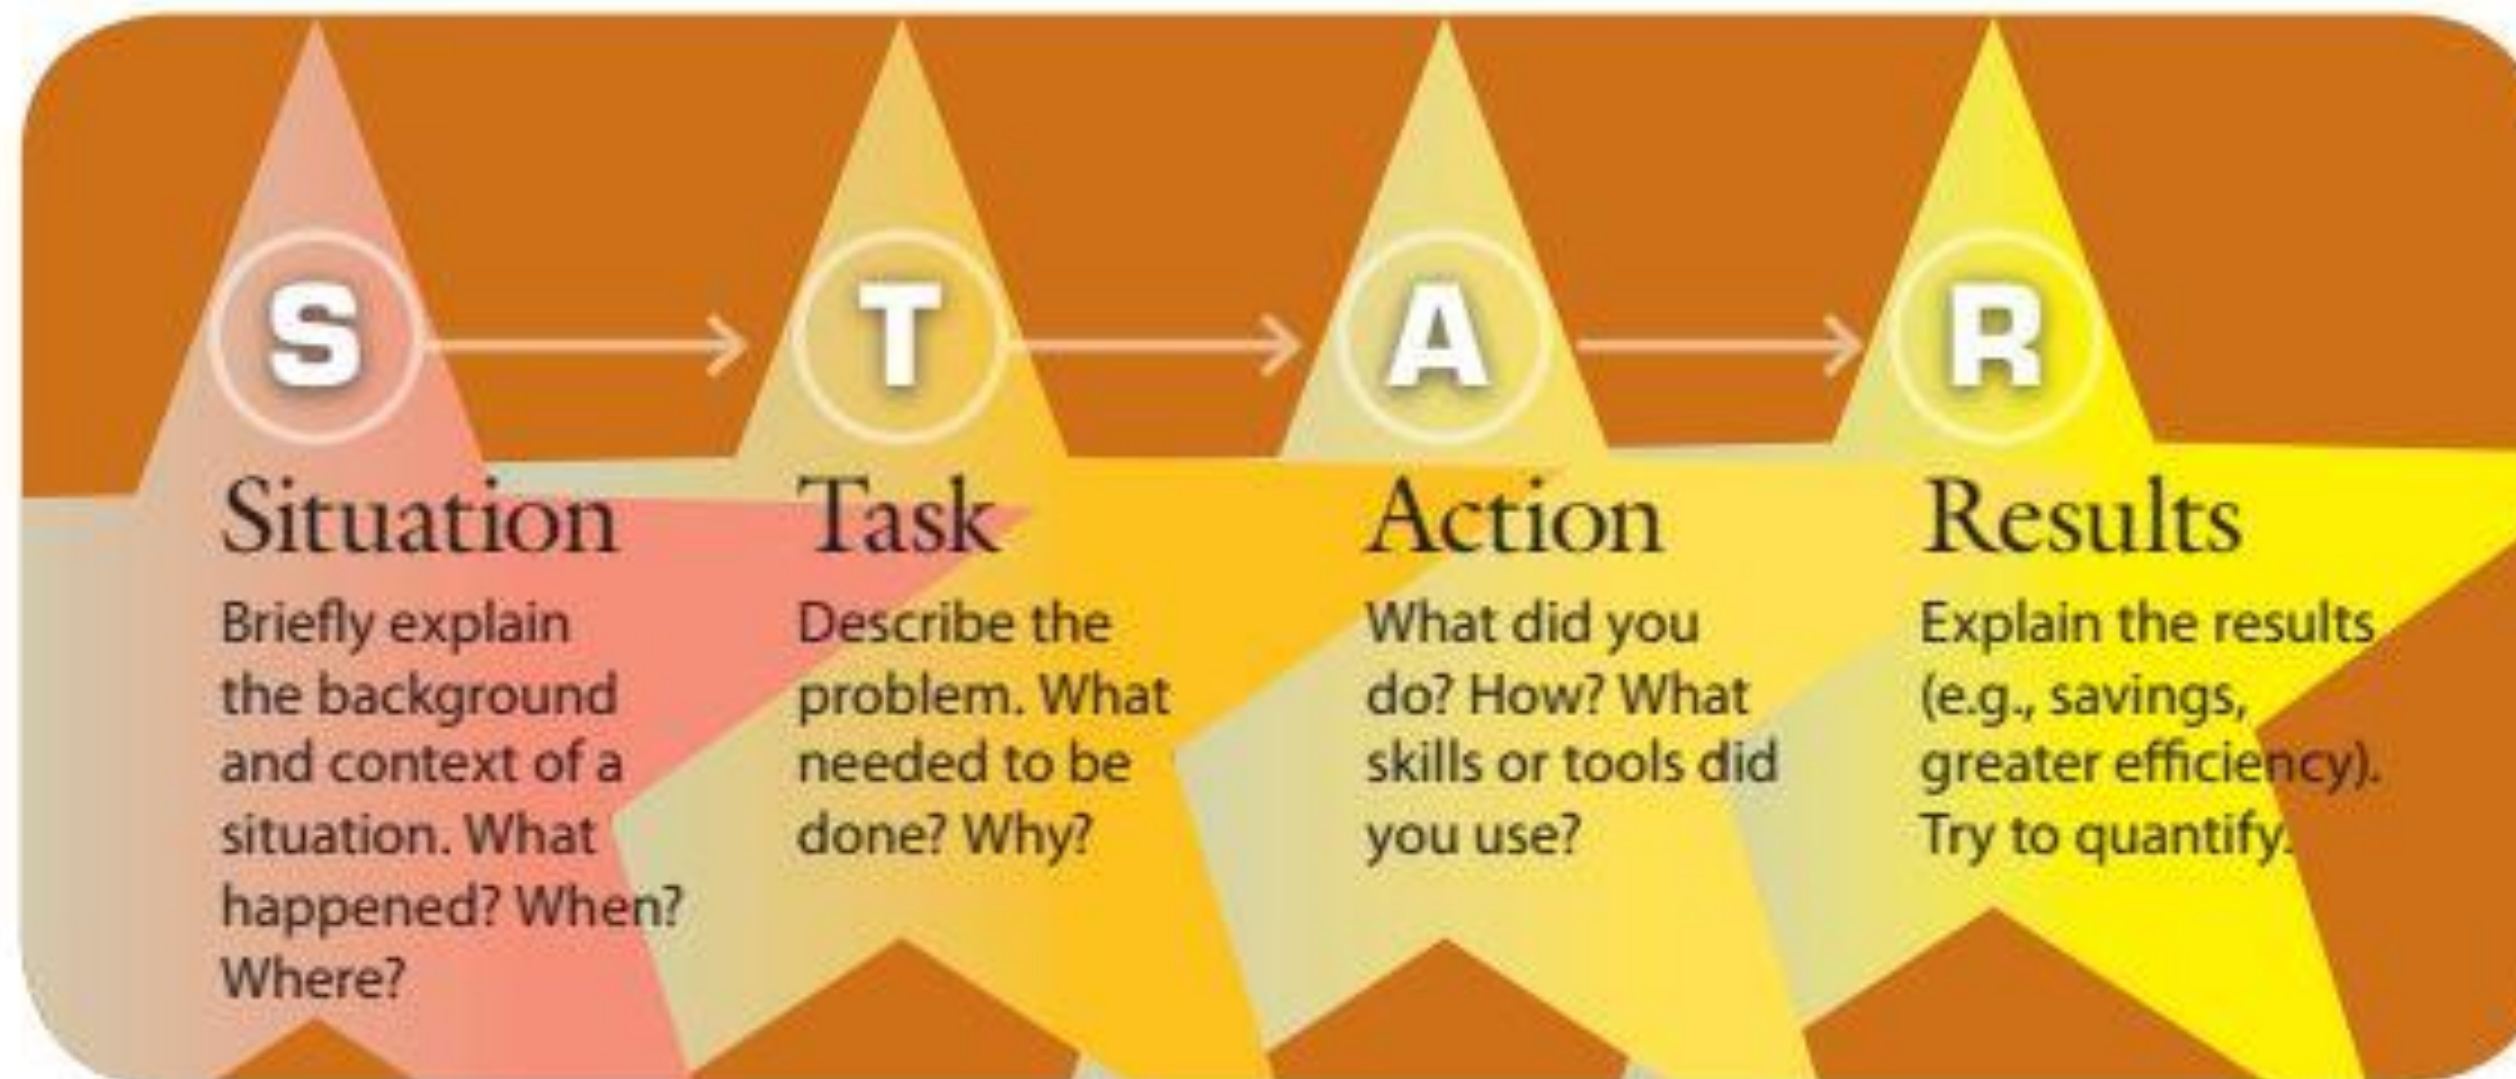 S
T
A
R
Situation
Briefly explain
the background
and context of a
situation. What
happened? When?
Where?
Task
Describe the
problem. What
needed to be
done? Why?
Action
What did you
do? How? What
skills or tools did
you use?
Results
Explain the results
(e.g., savings,
greater efficiency).
Try to quantify.